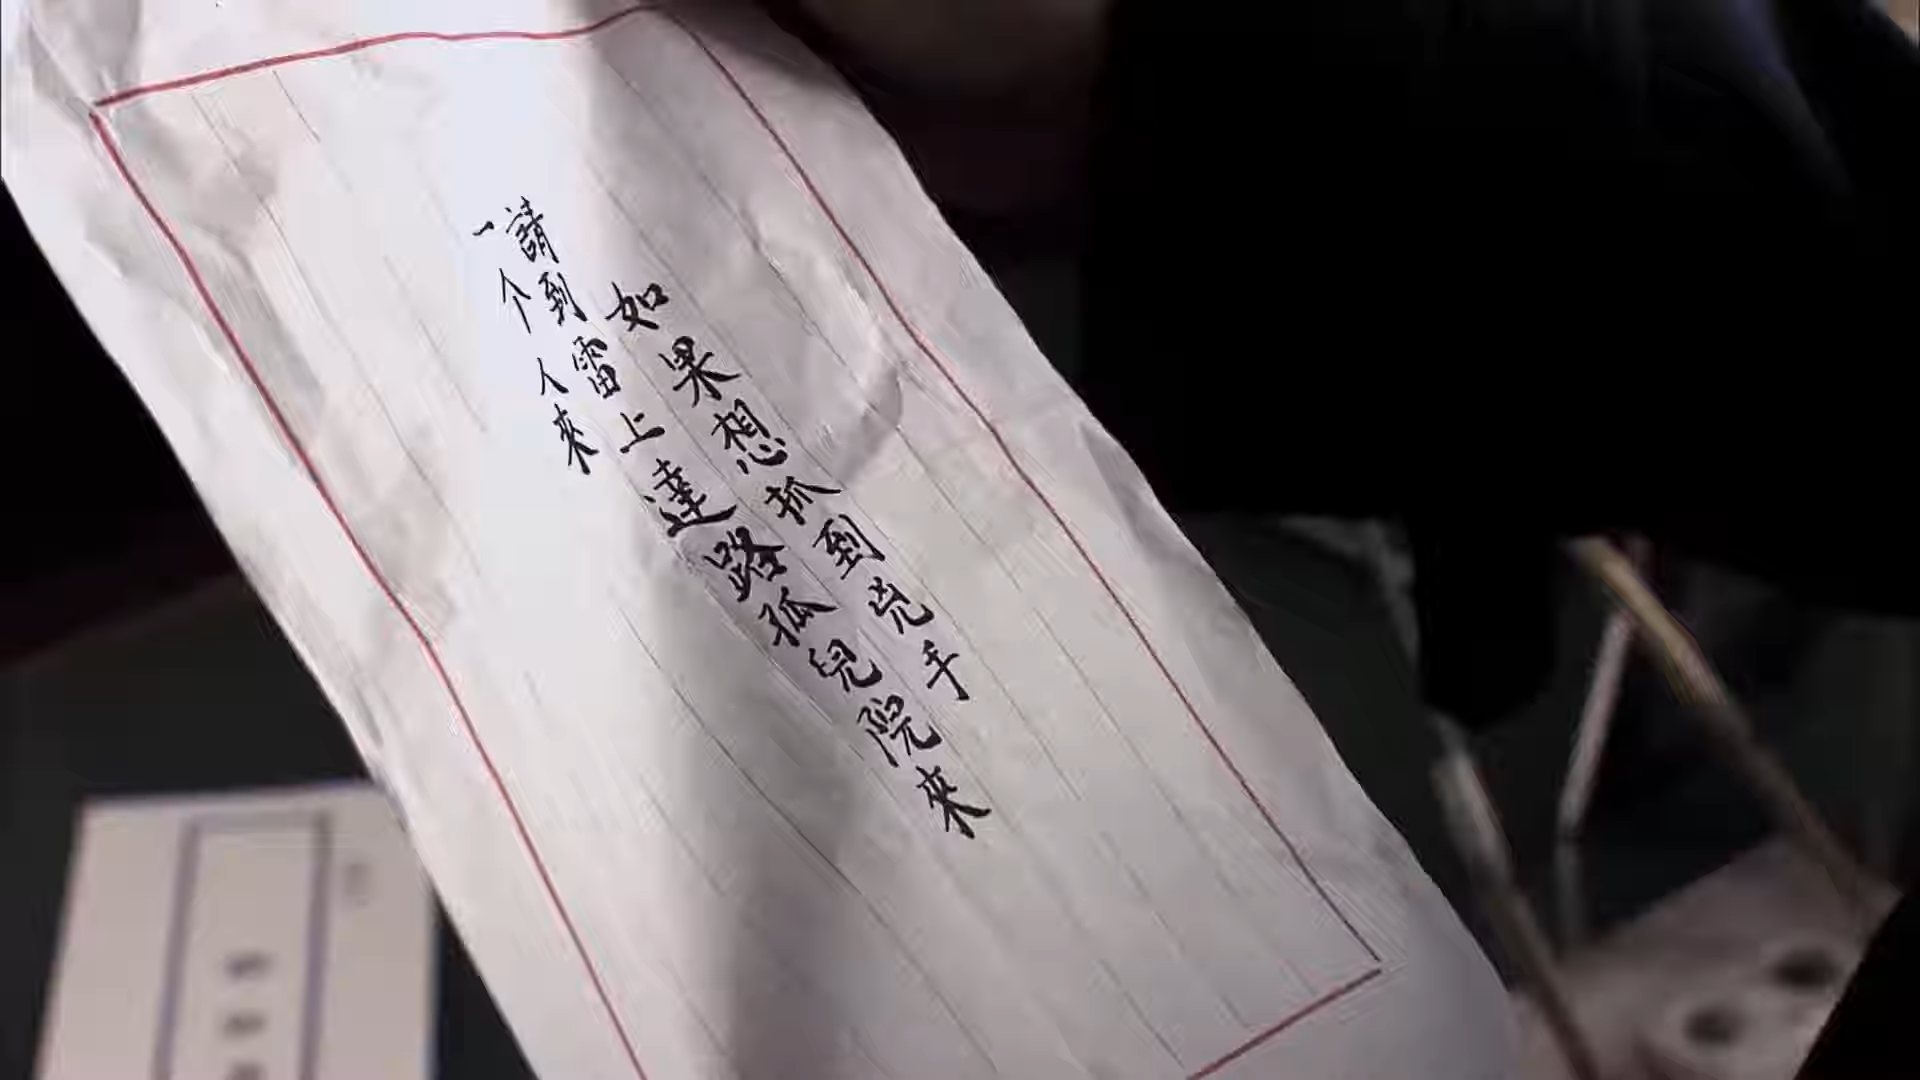 如果想抓到兇手
請到雷上達路孤兒院來
一个人來